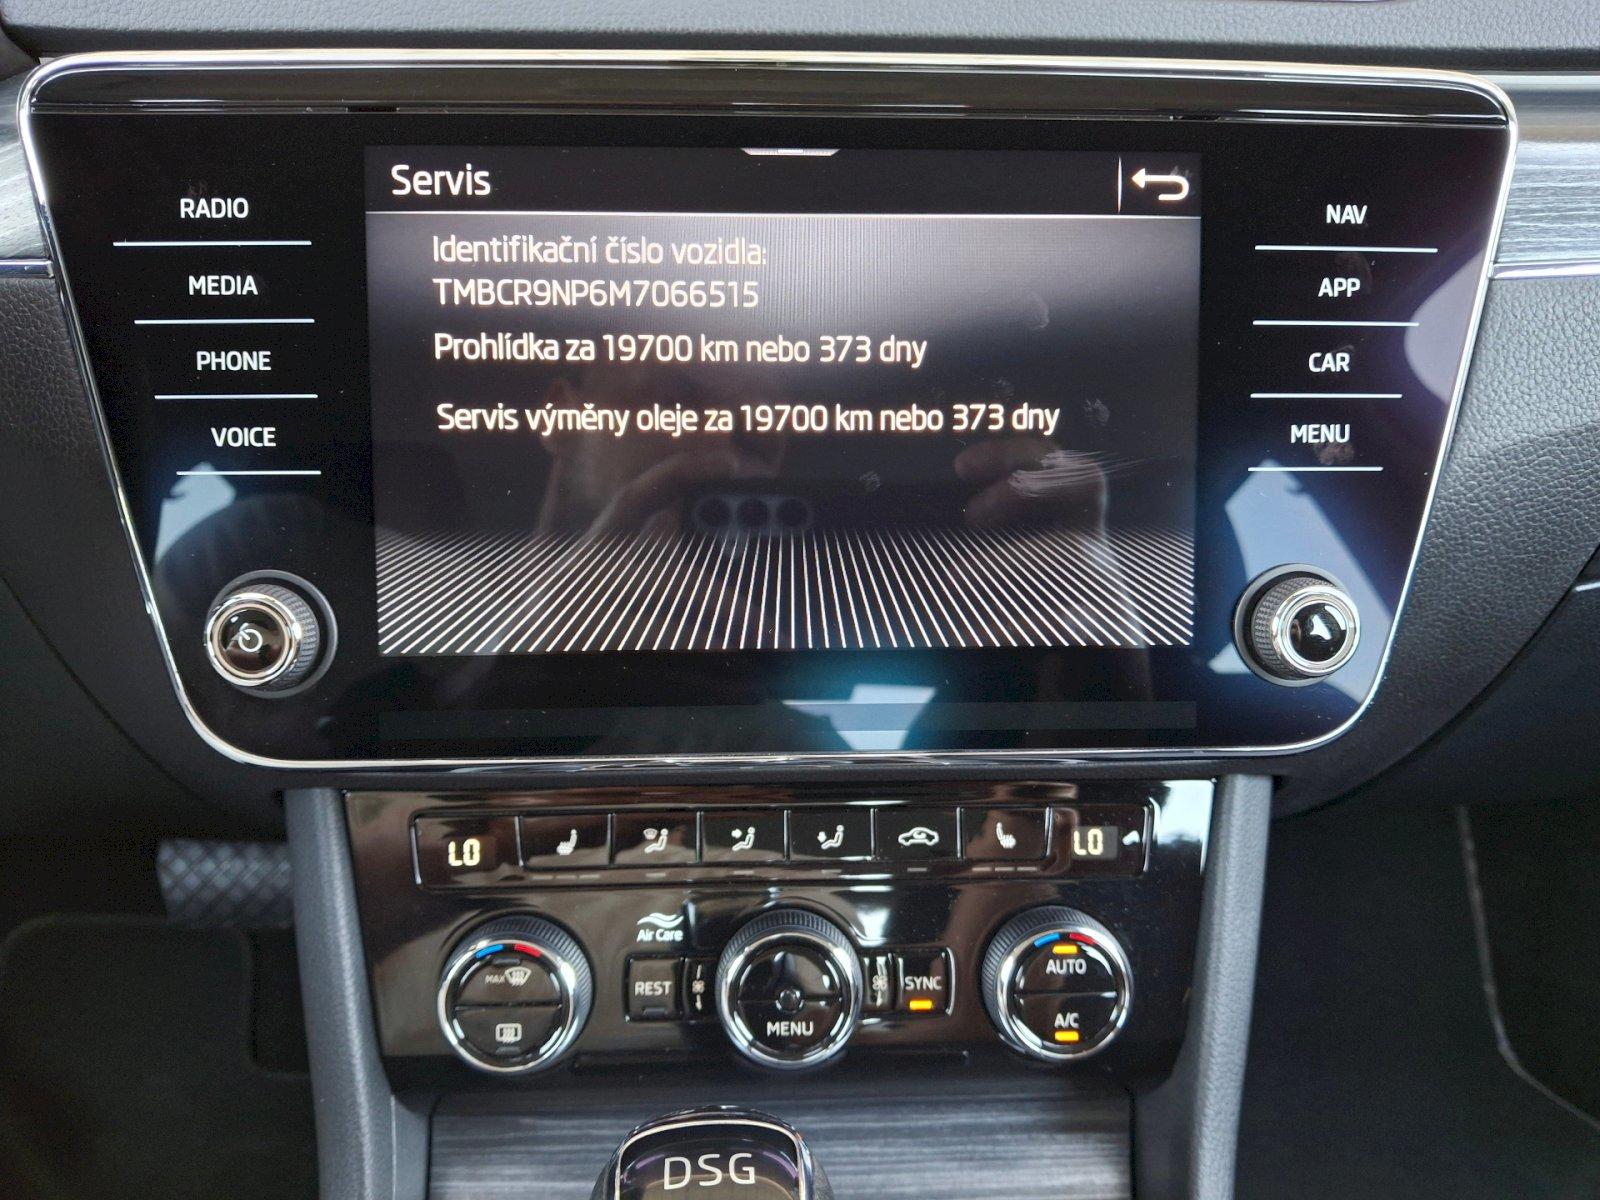 Servis
RADIO
MEDIA
PHONE
VOICE
Identifikační číslo vozidla:
TMBCR9NP6M7066515
Prohlídka za 19700 km nebo 373 dny
Servis výměny oleje za 19700 km nebo 373 dny
NAV
APP
CAR
MENU
LO
LO
Air Care
MAX
REST
MENU
SYNC
AUTO
A/C
DSG